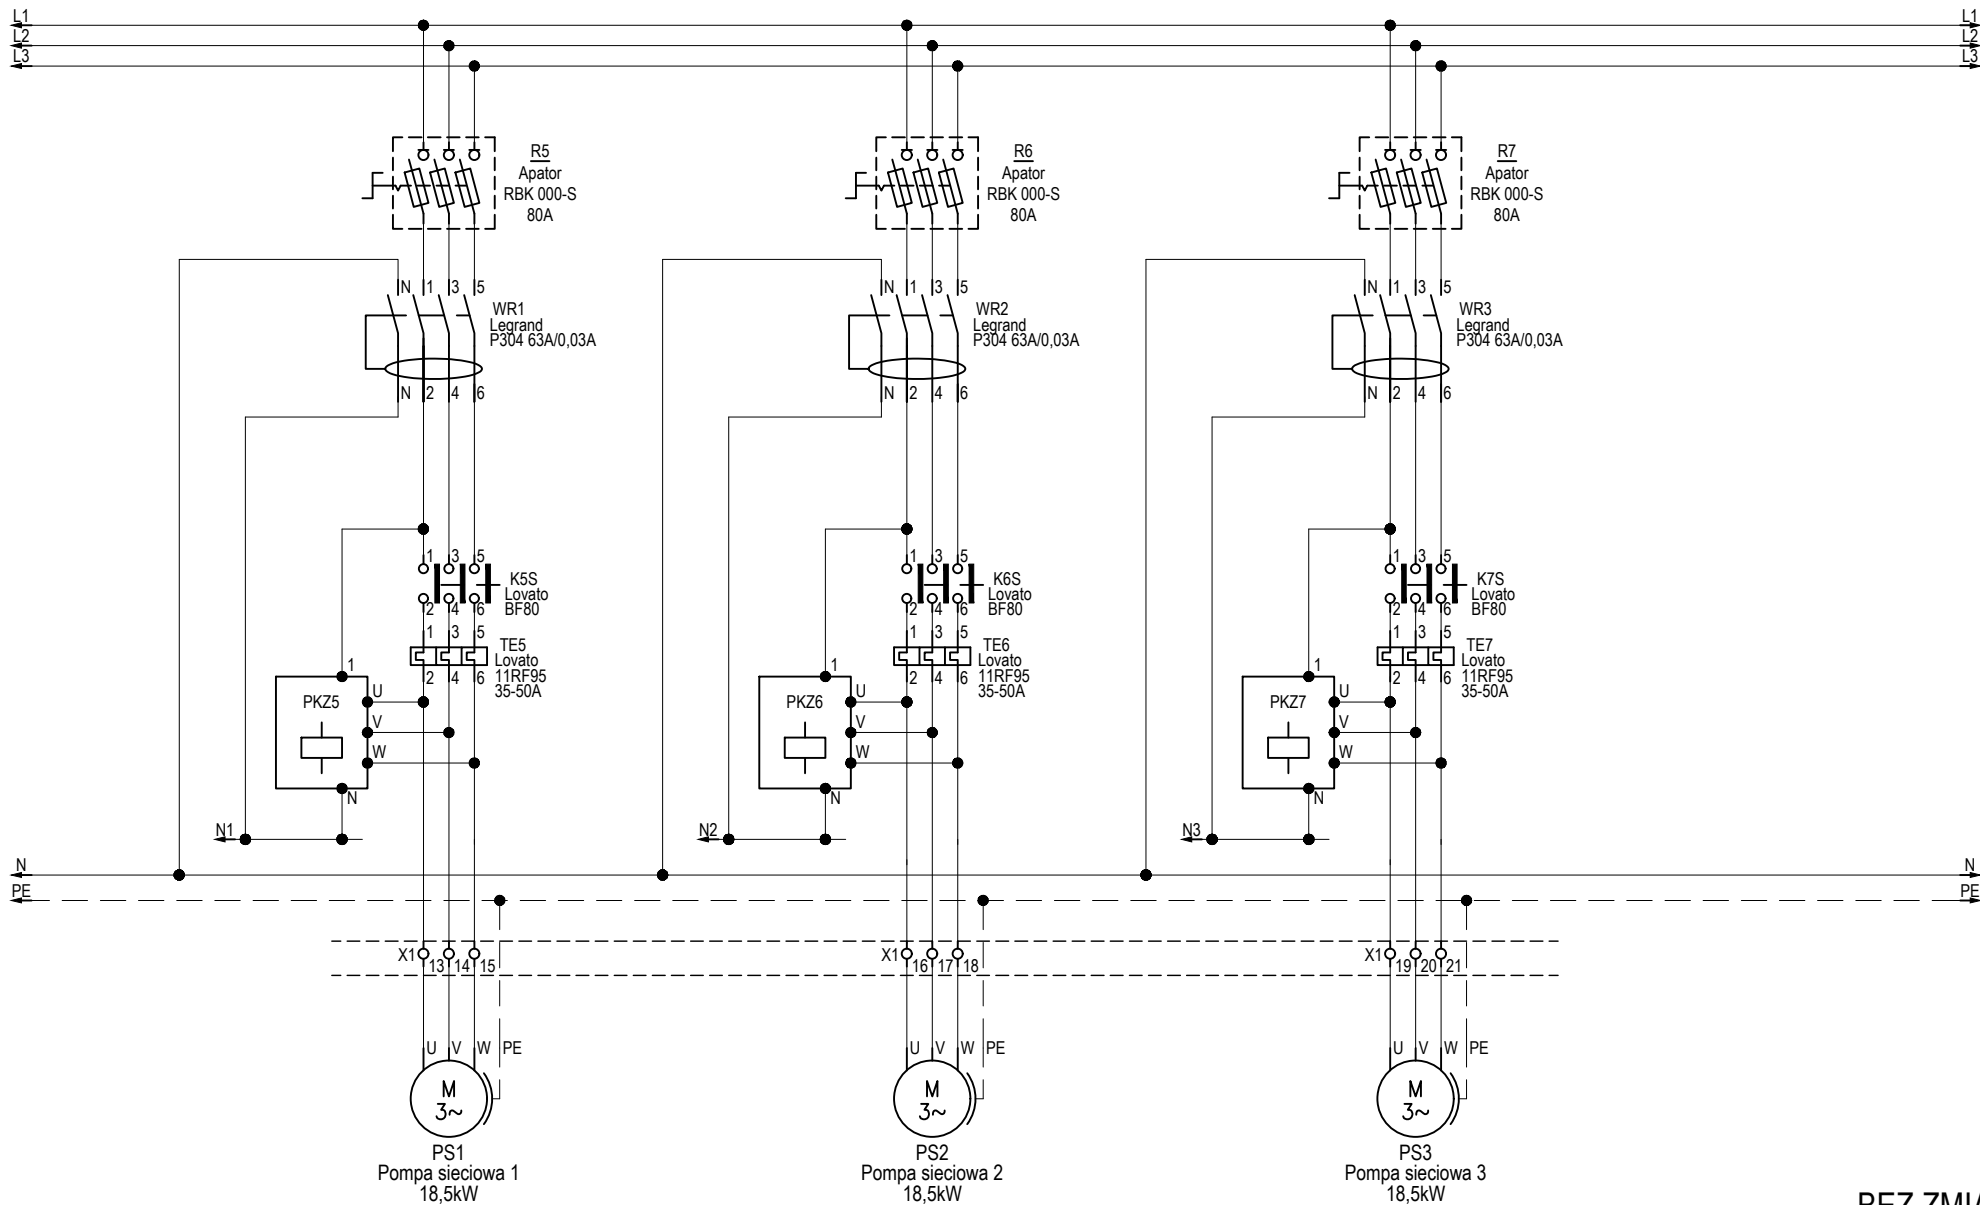 L1 L1
L2 L2
L3 L3
R5
Apator
RBK 000-S
80A
R6
Apator
RBK 000-S
80A
R7
Apator
RBK 000-S
80A
N 1 3 5
WR1
Legrand
P304 63A/0,03A
N 2 4 6
N 1 3 5
WR2
Legrand
P304 63A/0,03A
N 2 4 6
N 1 3 5
WR3
Legrand
P304 63A/0,03A
N 2 4 6
1 3 5
K5S
Lovato
BF80
2 4 6
1 3 5
TE5
Lovato
11RF95
35-50A
2 4 6
1 3 5
K6S
Lovato
BF80
2 4 6
1 3 5
TE6
Lovato
11RF95
35-50A
2 4 6
1 3 5
K7S
Lovato
BF80
2 4 6
1 3 5
TE7
Lovato
11RF95
35-50A
2 4 6
1
PKZ5
U
V
W
N
N1
1
PKZ6
U
V
W
N
N2
1
PKZ7
U
V
W
N
N3
N N
PE PE
X1 13 14 15
X1 16 17 18
X1 19 20 21
U V W PE
M
3~
PS1
Pompa sieciowa 1
18,5kW
U V W PE
M
3~
PS2
Pompa sieciowa 2
18,5kW
U V W PE
M
3~
PS3
Pompa sieciowa 3
18,5kW
BEZ